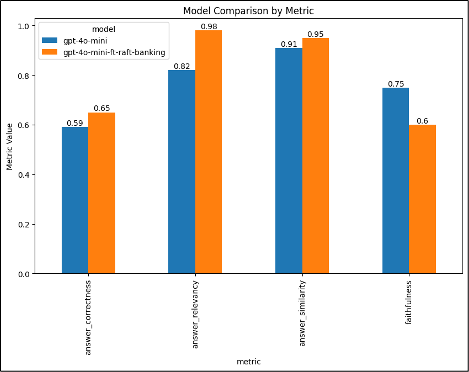 Model Comparison by Metric
model
gpt-4o-mini
gpt-4o-mini-ft-raft-banking
Metric Value
1.0
0.8
0.6
0.4
0.2
0.0
0.59
0.65
0.82
0.98
0.91
0.95
0.75
0.6
answer_correctness
answer_relevancy
answer_similarity
faithfulness
metric